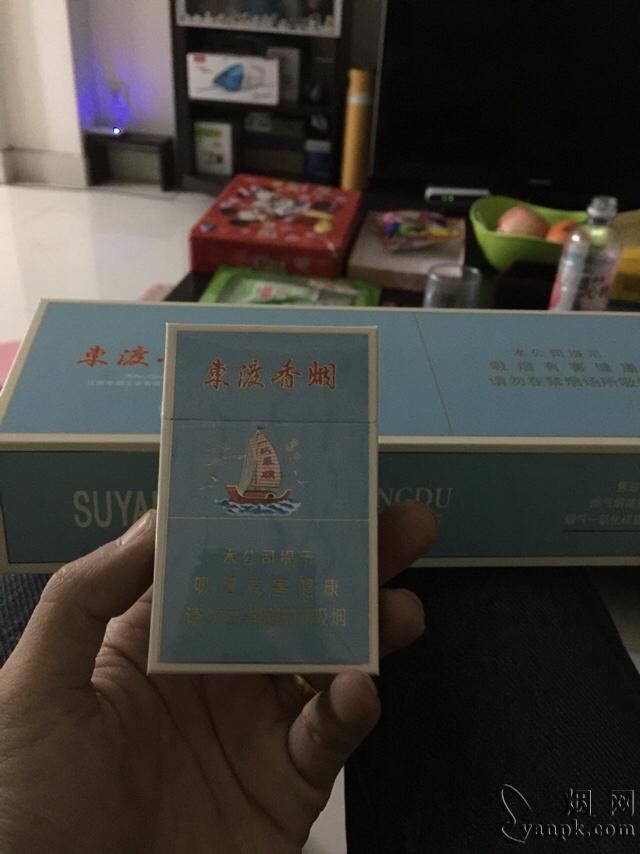 東渡香烟
本公司提示
吸烟有害健康
请勿在禁烟场所吸烟
東渡
本公司提示
吸烟有害健康
请勿在禁烟场所吸
SUYA
NGDU
烟网
yanpk.com